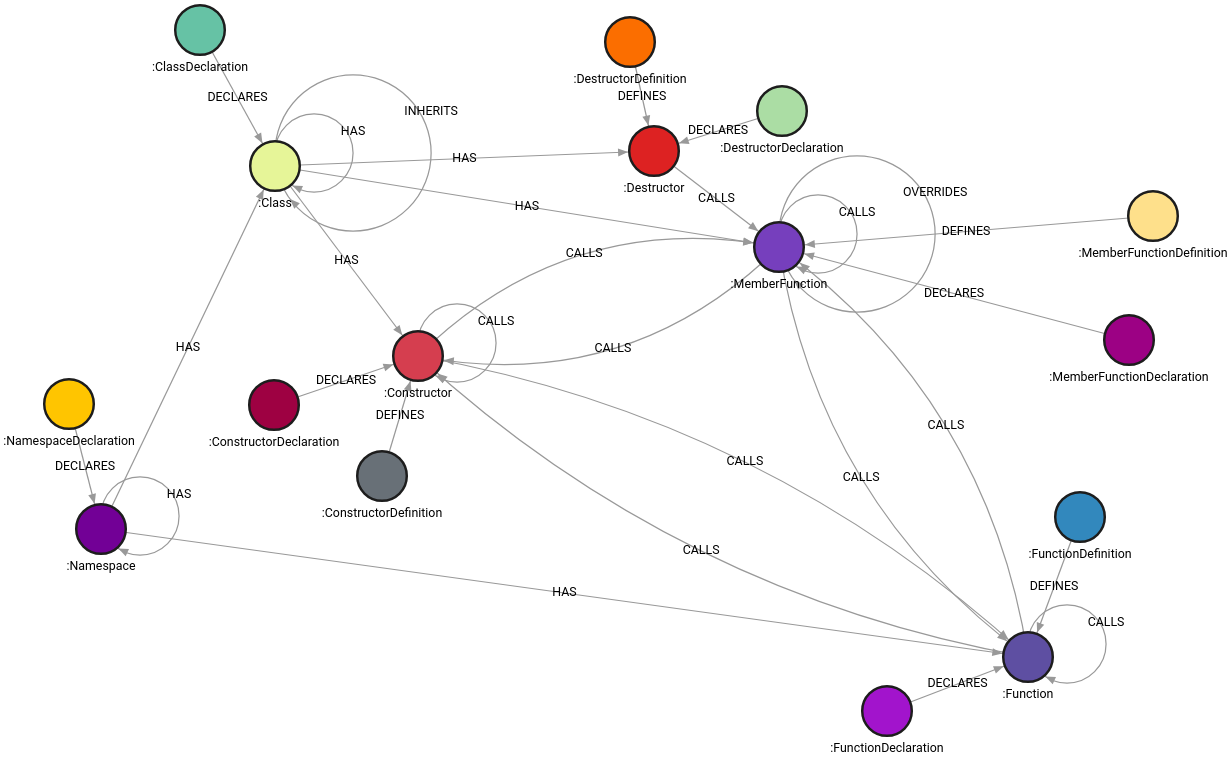 :ClassDeclaration
:DestructorDefinition
DECLARES
DEFINES
INHERITS
HAS
DECLARES
:DestructorDeclaration
HAS
:Destructor
CALLS
OVERRIDES
:Class
HAS
CALLS
DEFINES
:MemberFunctionDefinition
CALLS
HAS
:MemberFunction
DECLARES
CALLS
HAS
CALLS
DECLARES
:MemberFunctionDeclaration
:Constructor
DEFINES
CALLS
:NamespaceDeclaration
:ConstructorDeclaration
DECLARES
CALLS
CALLS
HAS
:ConstructorDefinition
CALLS
:FunctionDefinition
:Namespace
DEFINES
HAS
CALLS
DECLARES
:Function
:FunctionDeclaration